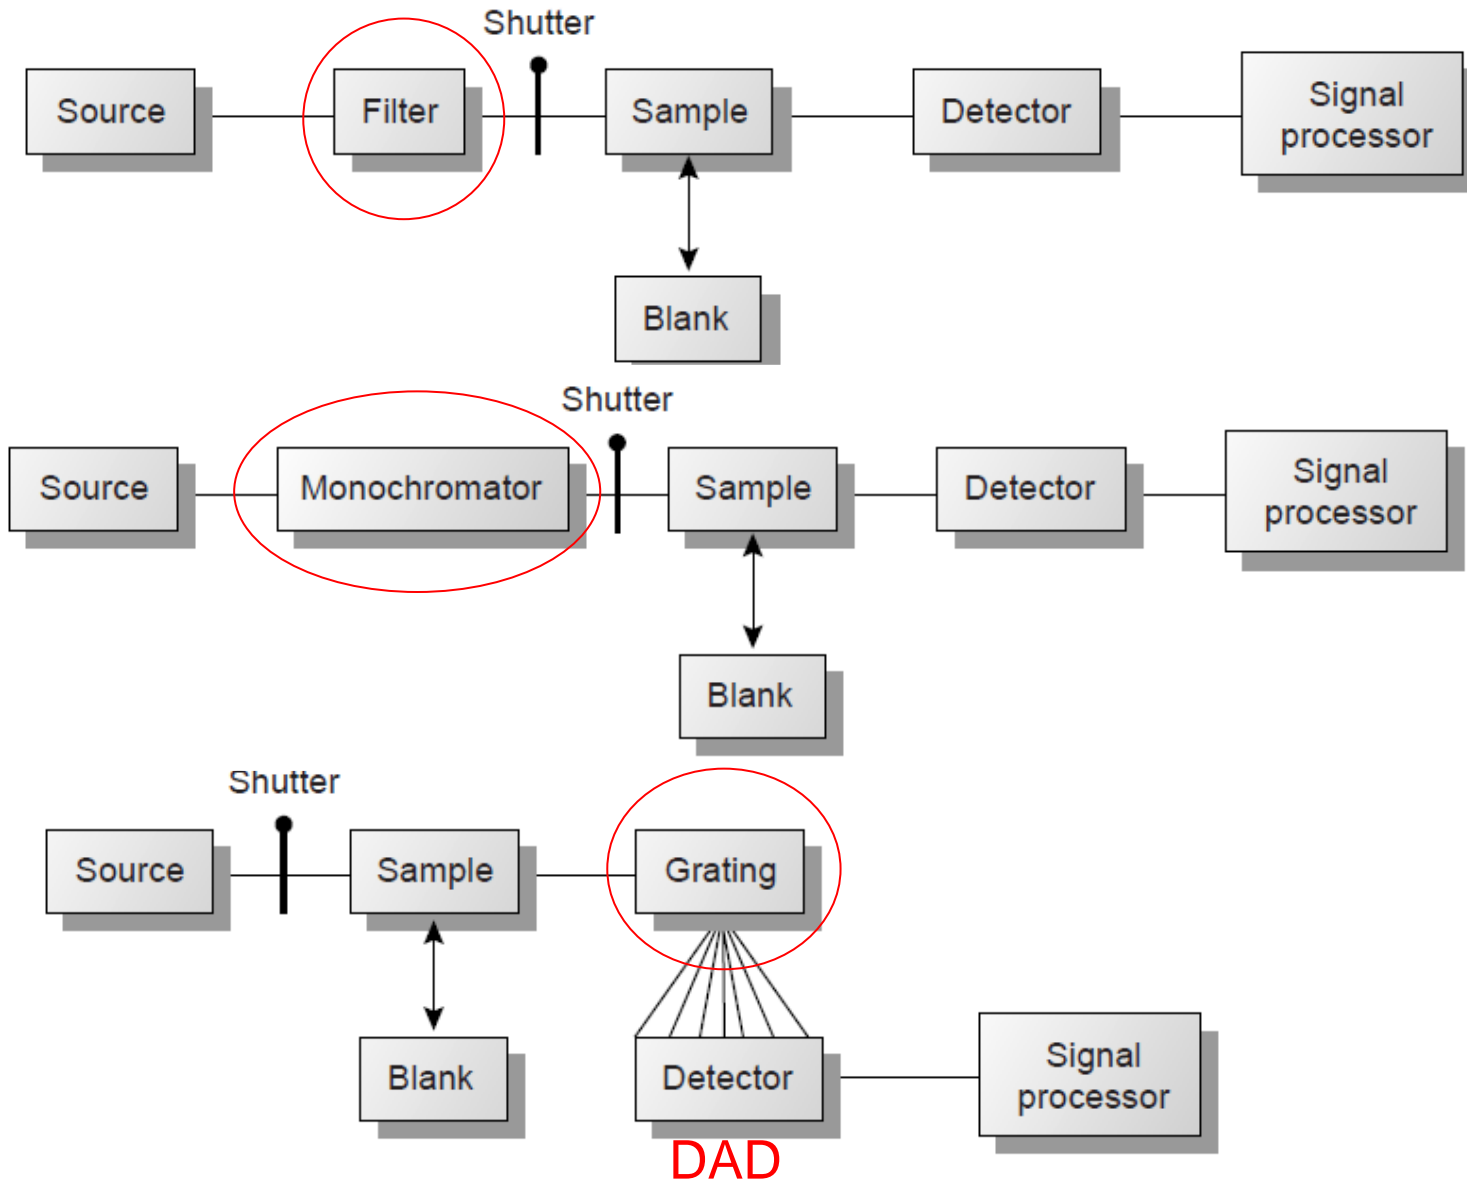 Shutter
Source
Filter
Sample
Detector
Signal
processor
Blank
Shutter
Source
Monochromator
Sample
Detector
Signal
processor
Blank
Shutter
Source
Sample
Grating
Blank
Detector
Signal
processor
DAD